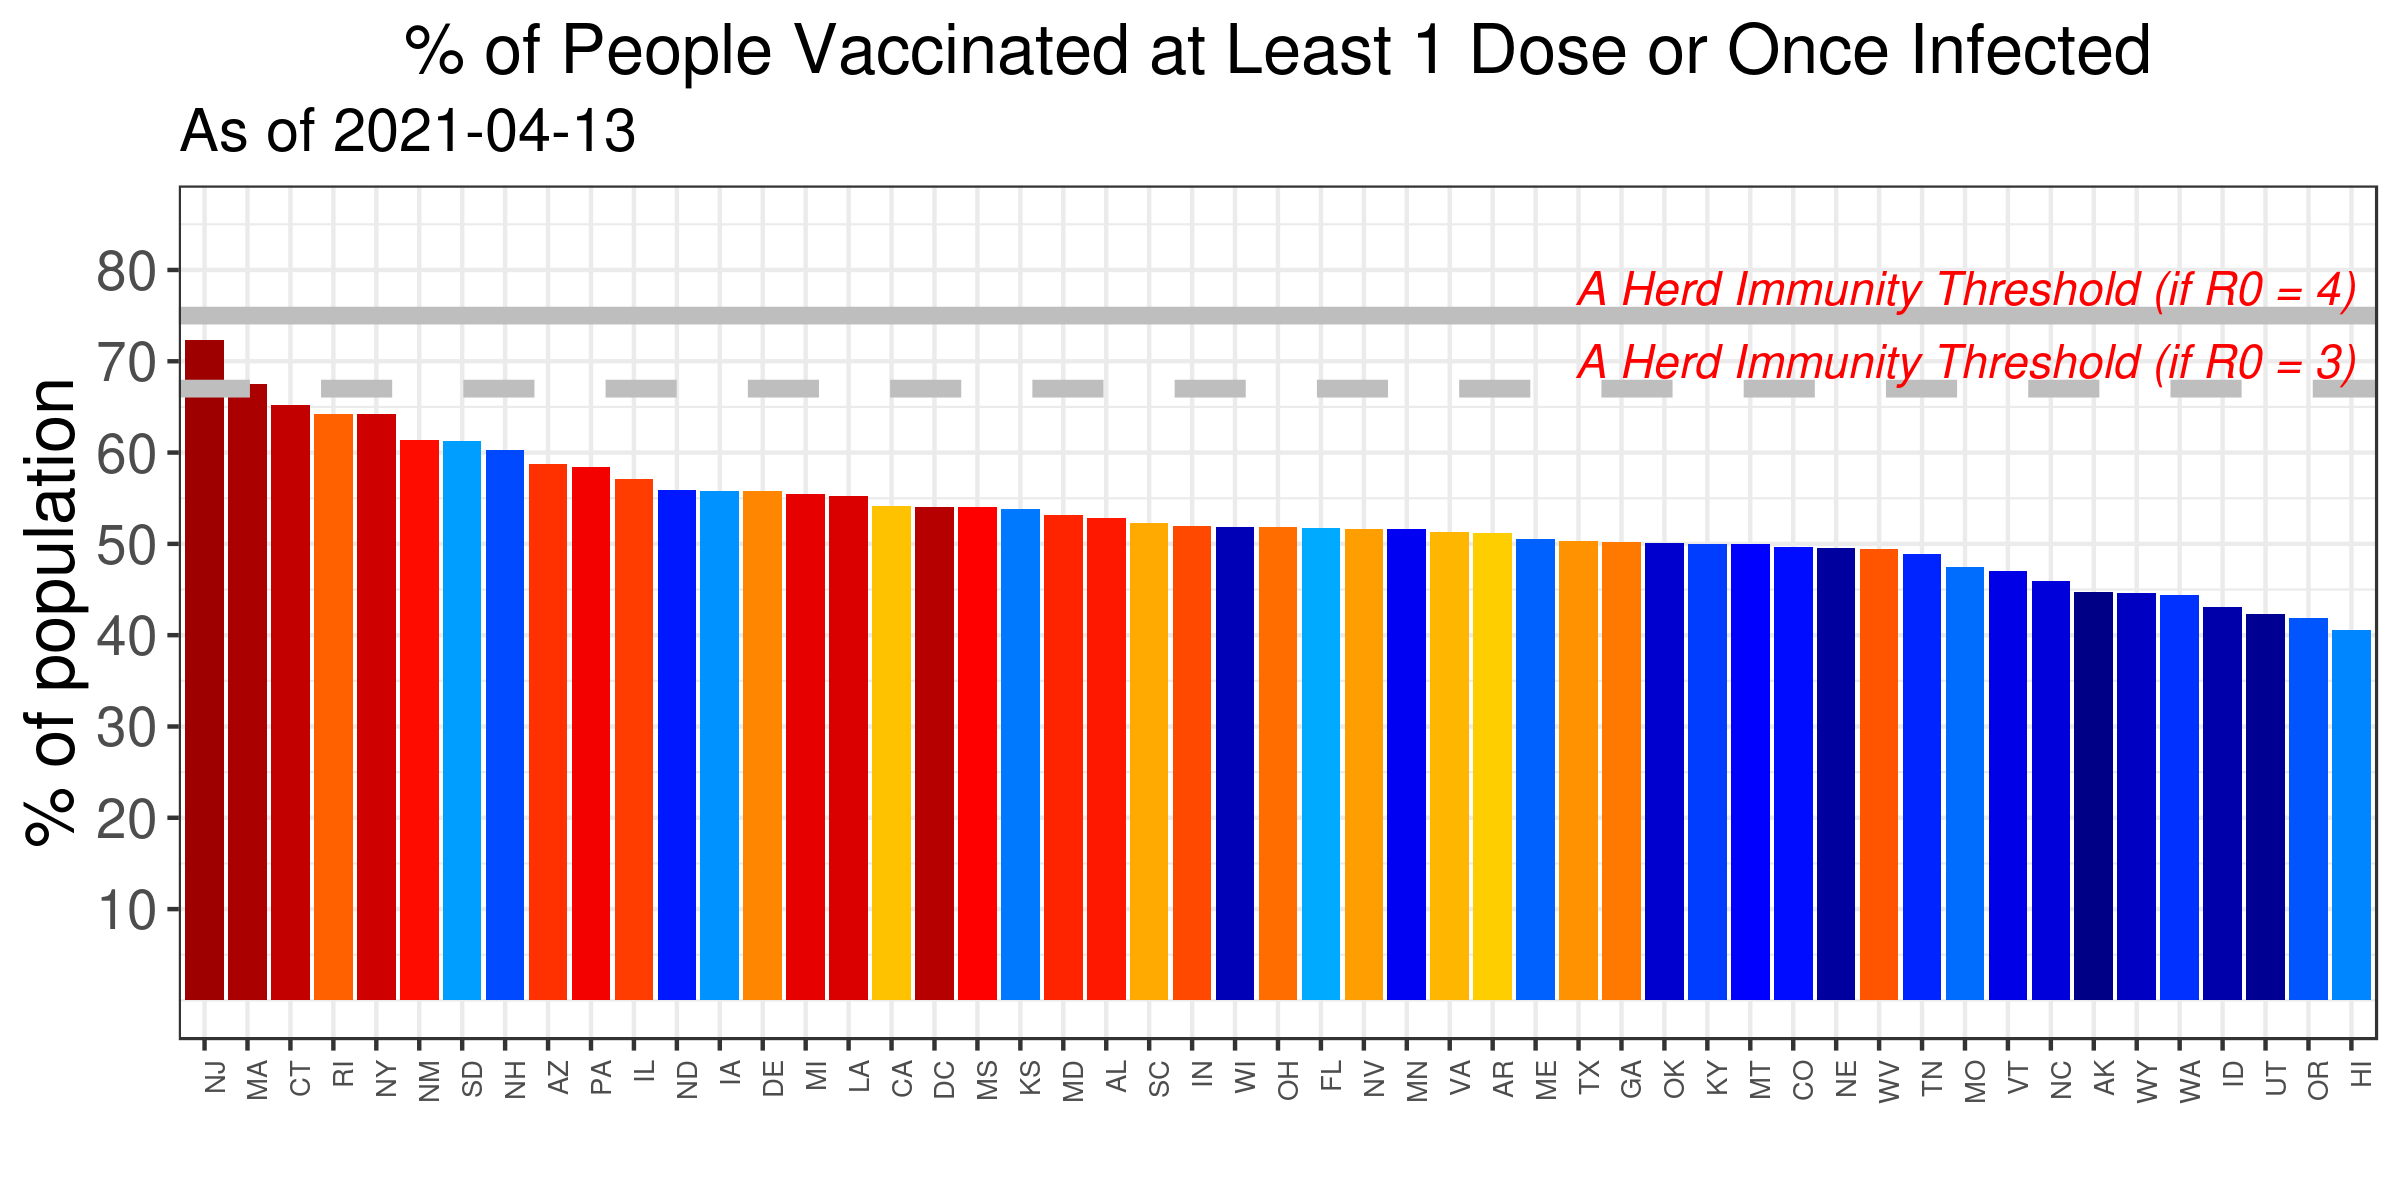 % of People Vaccinated at Least 1 Dose or Once Infected
As of 2021-04-13
% of population
80
70
60
50
40
30
20
10
A Herd Immunity Threshold (if R0 = 4)
A Herd Immunity Threshold (if R0 = 3)
NJ MA CT RI NY NM SD NH AZ PA IL ND IA DE MI LA CA DC MS KS MD AL SC IN WI OH FL NV MN VA AR ME TX GA OK KY MT CO NE WV TN MO VT NC AK WY WA ID UT OR HI